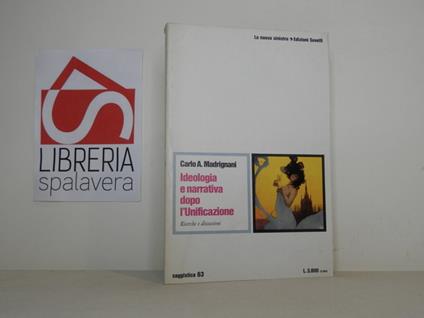 LIBRERIA
spalavera
La nuova sinistra Edizioni Savelli
Carlo A. Madrignani
Ideologia
e narrativa
dopo
l'Unificazione
Ricerche e discussioni
saggistica 63
L. 3.800